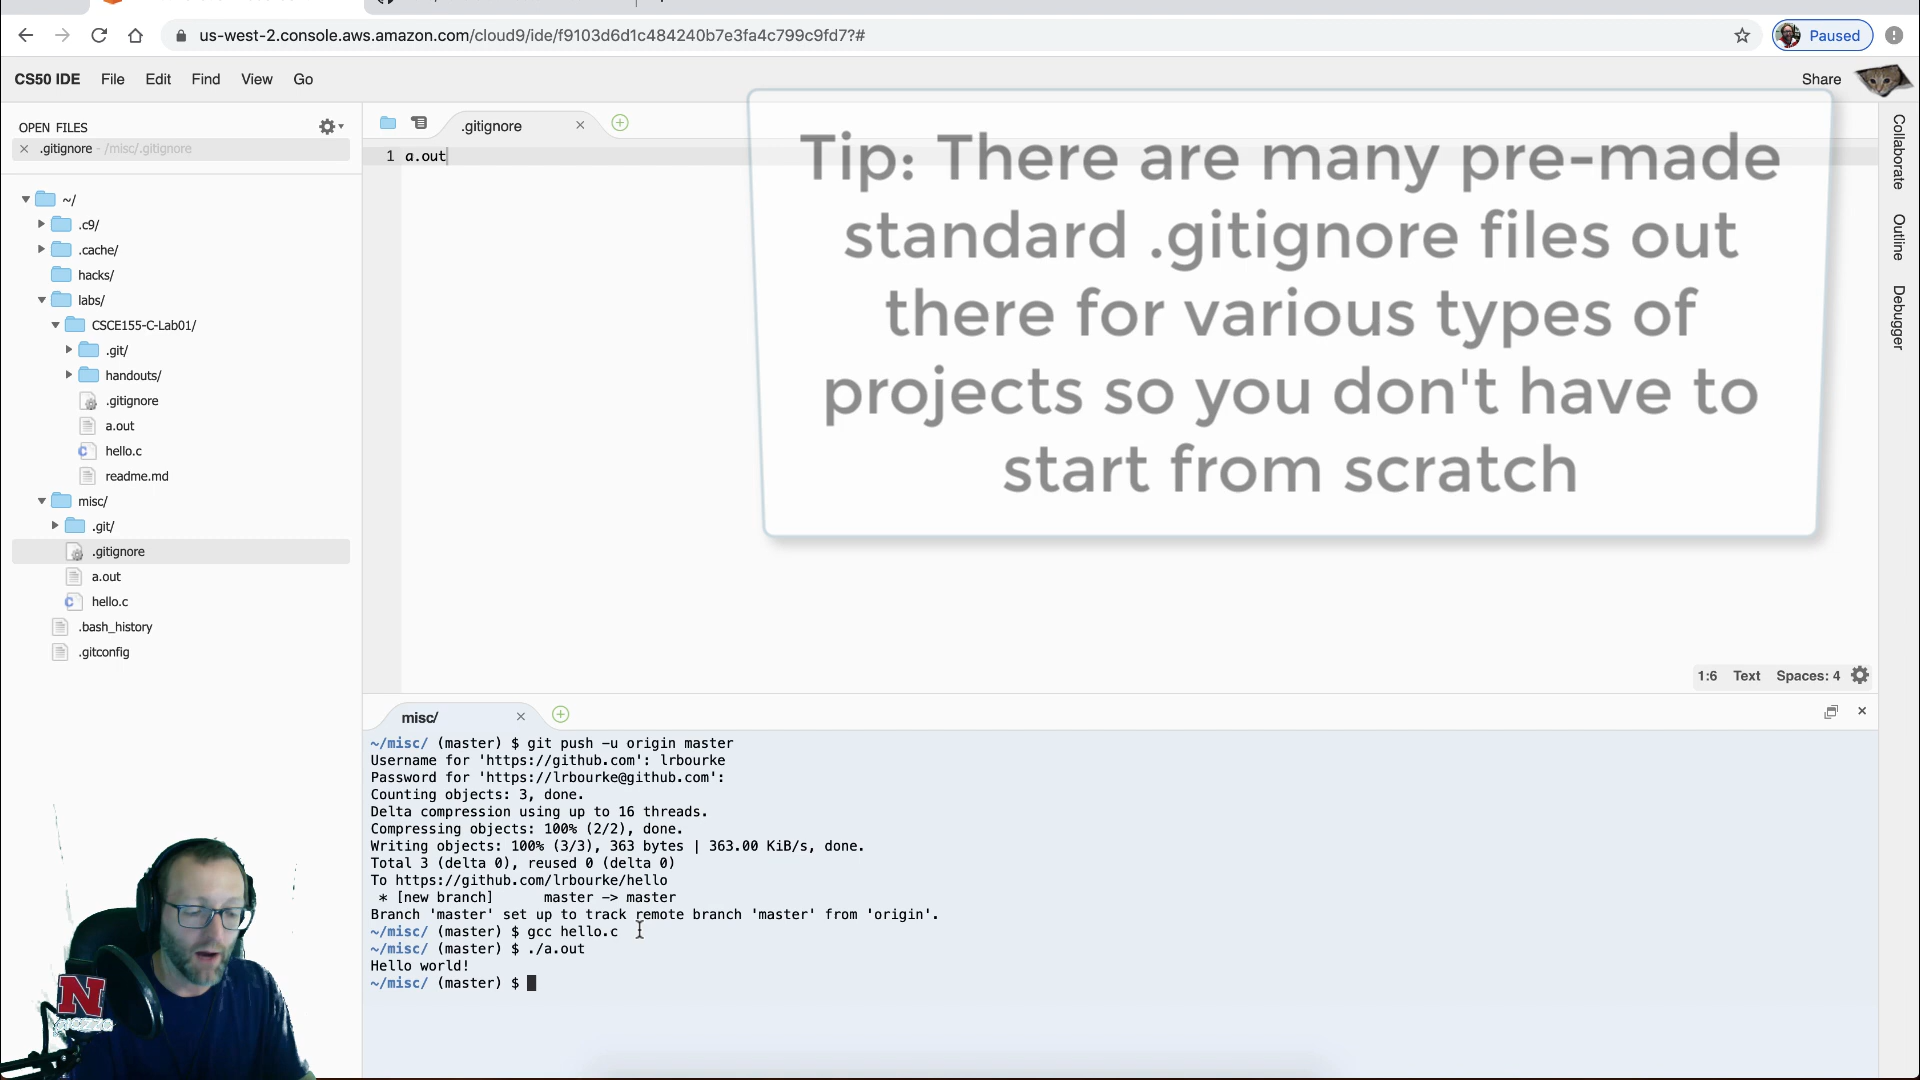 us-west-2.console.aws.amazon.com/cloud9/ide/f9103d6d1c484240b7e3fa4c799c9fd7?#
Paused
CS50 IDE File Edit Find View Go
Share
OPEN FILES
.gitignore - /misc/.gitignore
~/
.c9/
.cache/
hacks/
labs/
CSCE155-C-Lab01/
.git/
handouts/
.gitignore
a.out
hello.c
readme.md
misc/
.git/
.gitignore
a.out
hello.c
.bash_history
.gitconfig
.gitignore
1 a.out
Tip: There are many pre-made
standard .gitignore files out
there for various types of
projects so you don't have to
start from scratch
Collaborate
Outline
Debugger
1:6 Text Spaces: 4
misc/
~/misc/ (master) $ git push -u origin master
Username for 'https://github.com': lrbourke
Password for 'https://lrbourke@github.com':
Counting objects: 3, done.
Delta compression using up to 16 threads.
Compressing objects: 100% (2/2), done.
Writing objects: 100% (3/3), 363 bytes | 363.00 KiB/s, done.
Total 3 (delta 0), reused 0 (delta 0)
To https://github.com/lrbourke/hello
* [new branch] master -> master
Branch 'master' set up to track remote branch 'master' from 'origin'.
~/misc/ (master) $ gcc hello.c
~/misc/ (master) $ ./a.out
Hello world!
~/misc/ (master) $
N